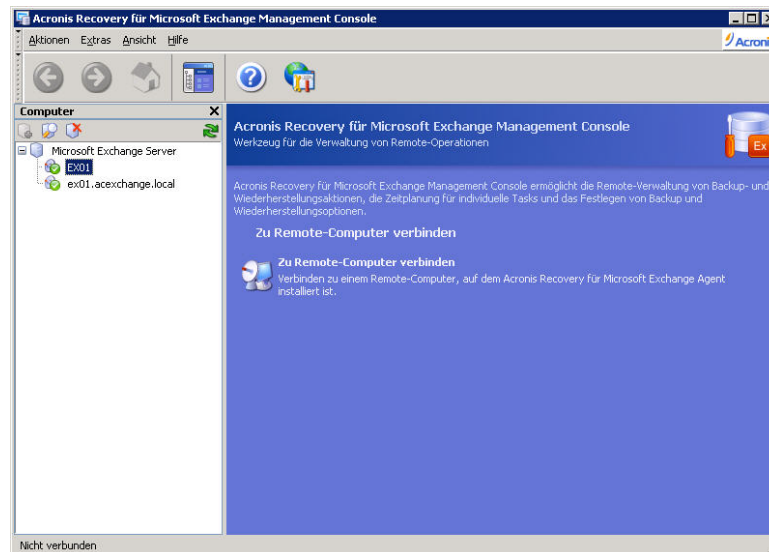 Acronis Recovery für Microsoft Exchange Management Console
Aktionen Extras Ansicht Hilfe
Acroni
Computer
Microsoft Exchange Server
EX01
ex01.acexchange.local
Acronis Recovery für Microsoft Exchange Management Console
Werkzeug für die Verwaltung von Remote-Operationen
Ex
Acronis Recovery für Microsoft Exchange Management Console ermöglicht die Remote-Verwaltung von Backup- und
Wiederherstellungsaktionen, die Zeitplanung für individuelle Tasks und das Festlegen von Backup und
Wiederherstellungsoptionen.
Zu Remote-Computer verbinden
Zu Remote-Computer verbinden
Verbinden zu einem Remote-Computer, auf dem Acronis Recovery für Microsoft Exchange Agent
installiert ist.
Nicht verbunden